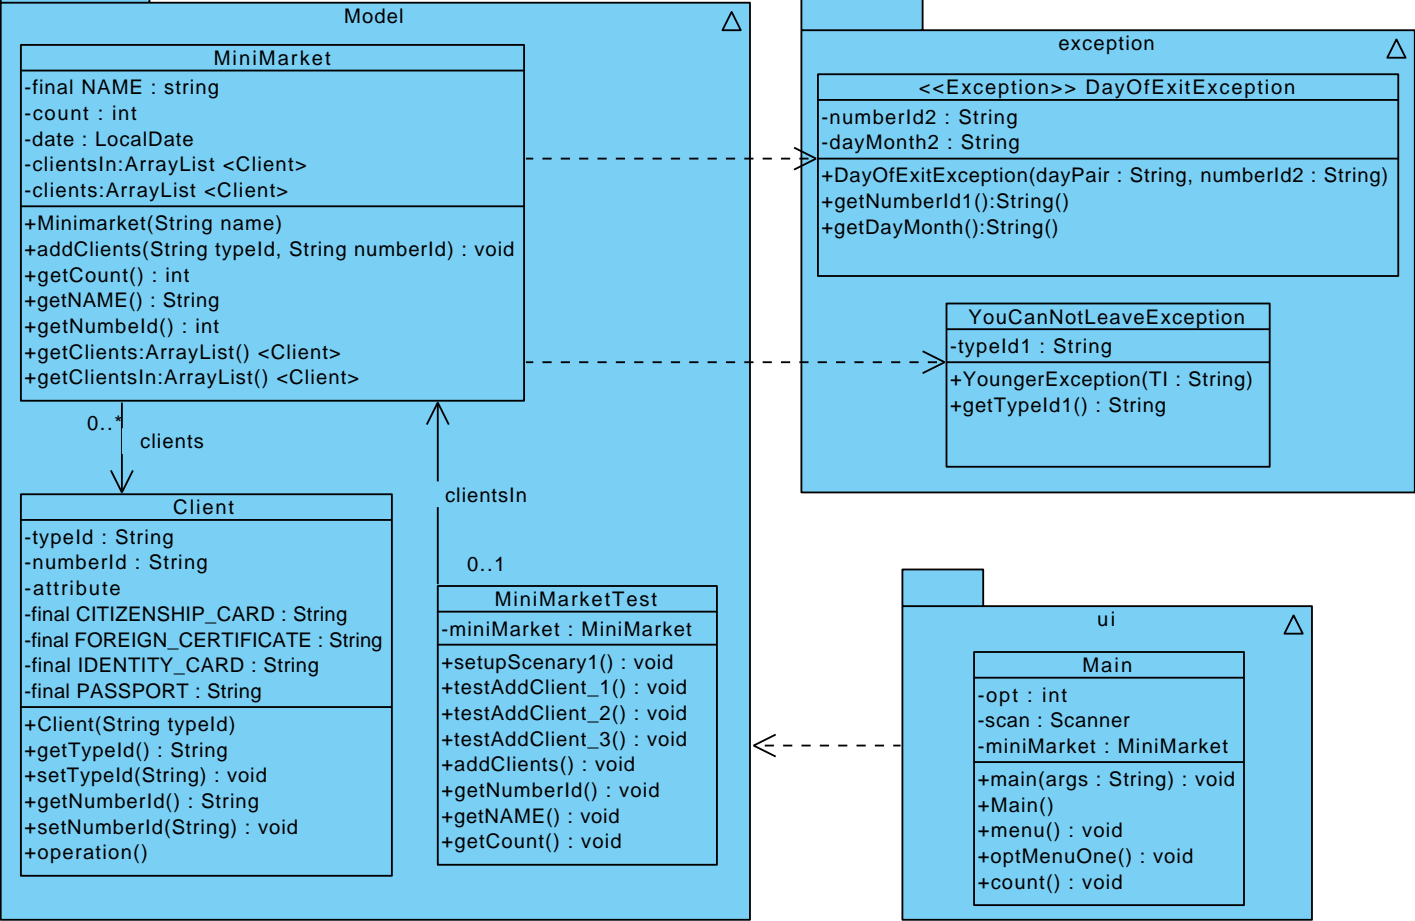 Model
MiniMarket
-final NAME : string
-count : int
-date : LocalDate
-clientsIn:ArrayList <Client>
-clients:ArrayList <Client>
+Minimarket(String name)
+addClients(String typeId, String numberId) : void
+getCount() : int
+getNAME() : String
+getNumbeId() : int
+getClients:ArrayList() <Client>
+getClientsIn:ArrayList() <Client>
0..*
clients
clientsIn
0..1
Client
-typeId : String
-numberId : String
-attribute
-final CITIZENSHIP_CARD : String
-final FOREIGN_CERTIFICATE : String
-final IDENTITY_CARD : String
-final PASSPORT : String
+Client(String typeId)
+getTypeId() : String
+setTypeId(String) : void
+getNumberId() : String
+setNumberId(String) : void
+operation()
MiniMarketTest
-miniMarket : MiniMarket
+setupScenary1() : void
+testAddClient_1() : void
+testAddClient_2() : void
+testAddClient_3() : void
+addClients() : void
+getNumberId() : void
+getNAME() : void
+getCount() : void
exception
<<Exception>> DayOfExitException
-numberId2 : String
-dayMonth2 : String
+DayOfExitException(dayPair : String, numberId2 : String)
+getNumberId1():String()
+getDayMonth():String()
YouCanNotLeaveException
-typeId1 : String
+YoungerException(TI : String)
+getTypeId1() : String
ui
Main
-opt : int
-scan : Scanner
-miniMarket : MiniMarket
+main(args : String) : void
+Main()
+menu() : void
+optMenuOne() : void
+count() : void